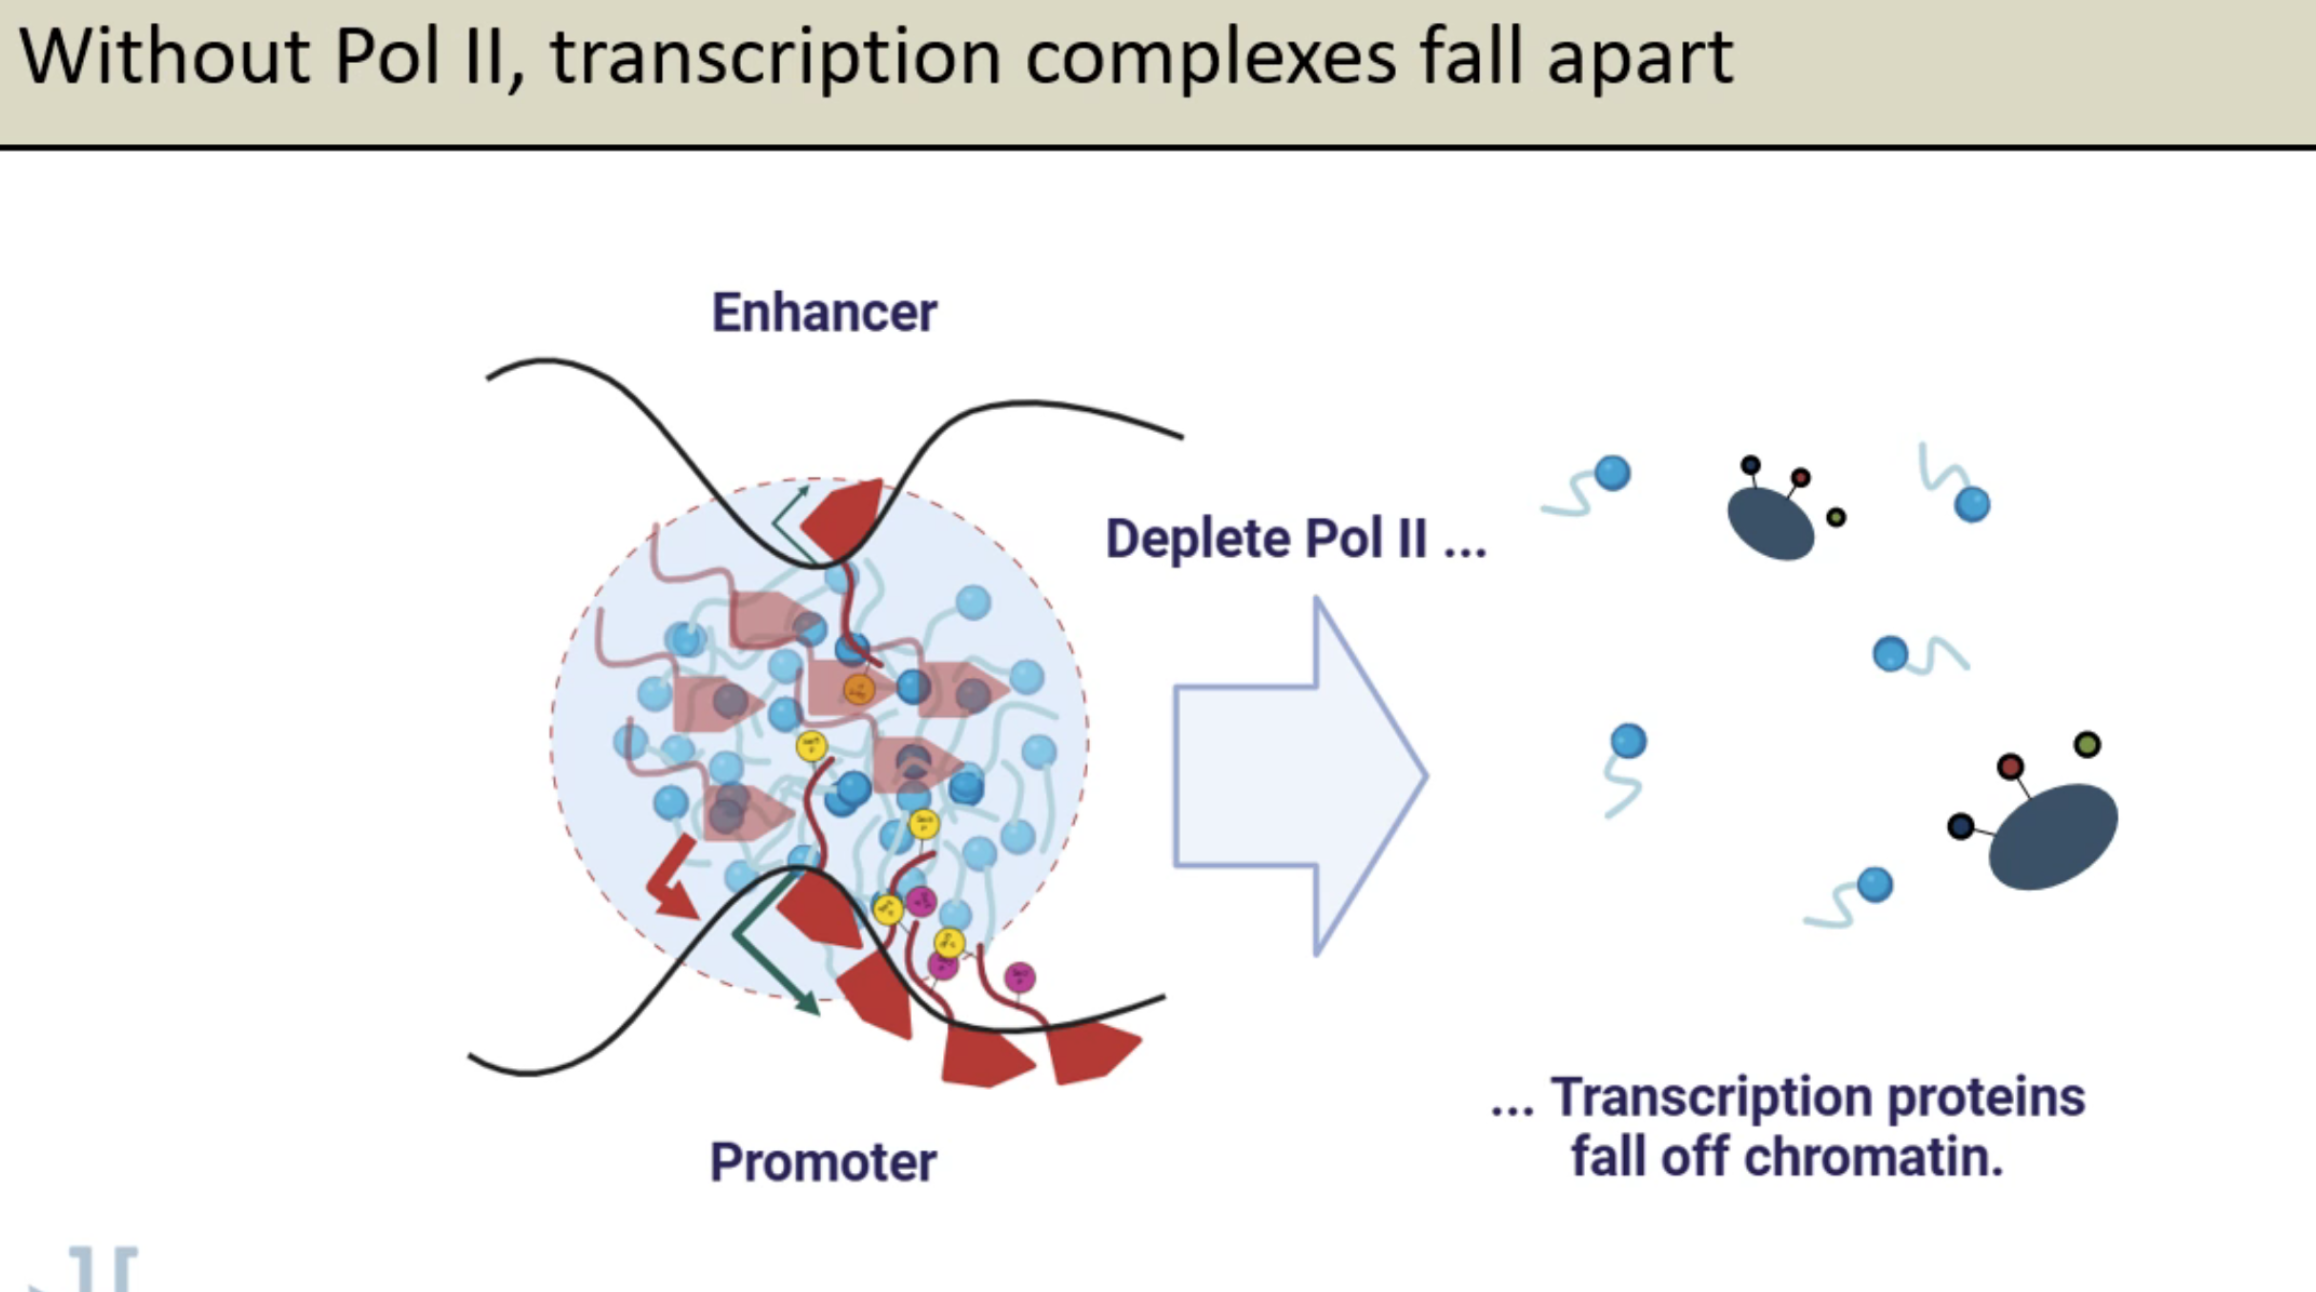 Without Pol II, transcription complexes fall apart
Enhancer
Deplete Pol II ...
... Transcription proteins
fall off chromatin.
Promoter